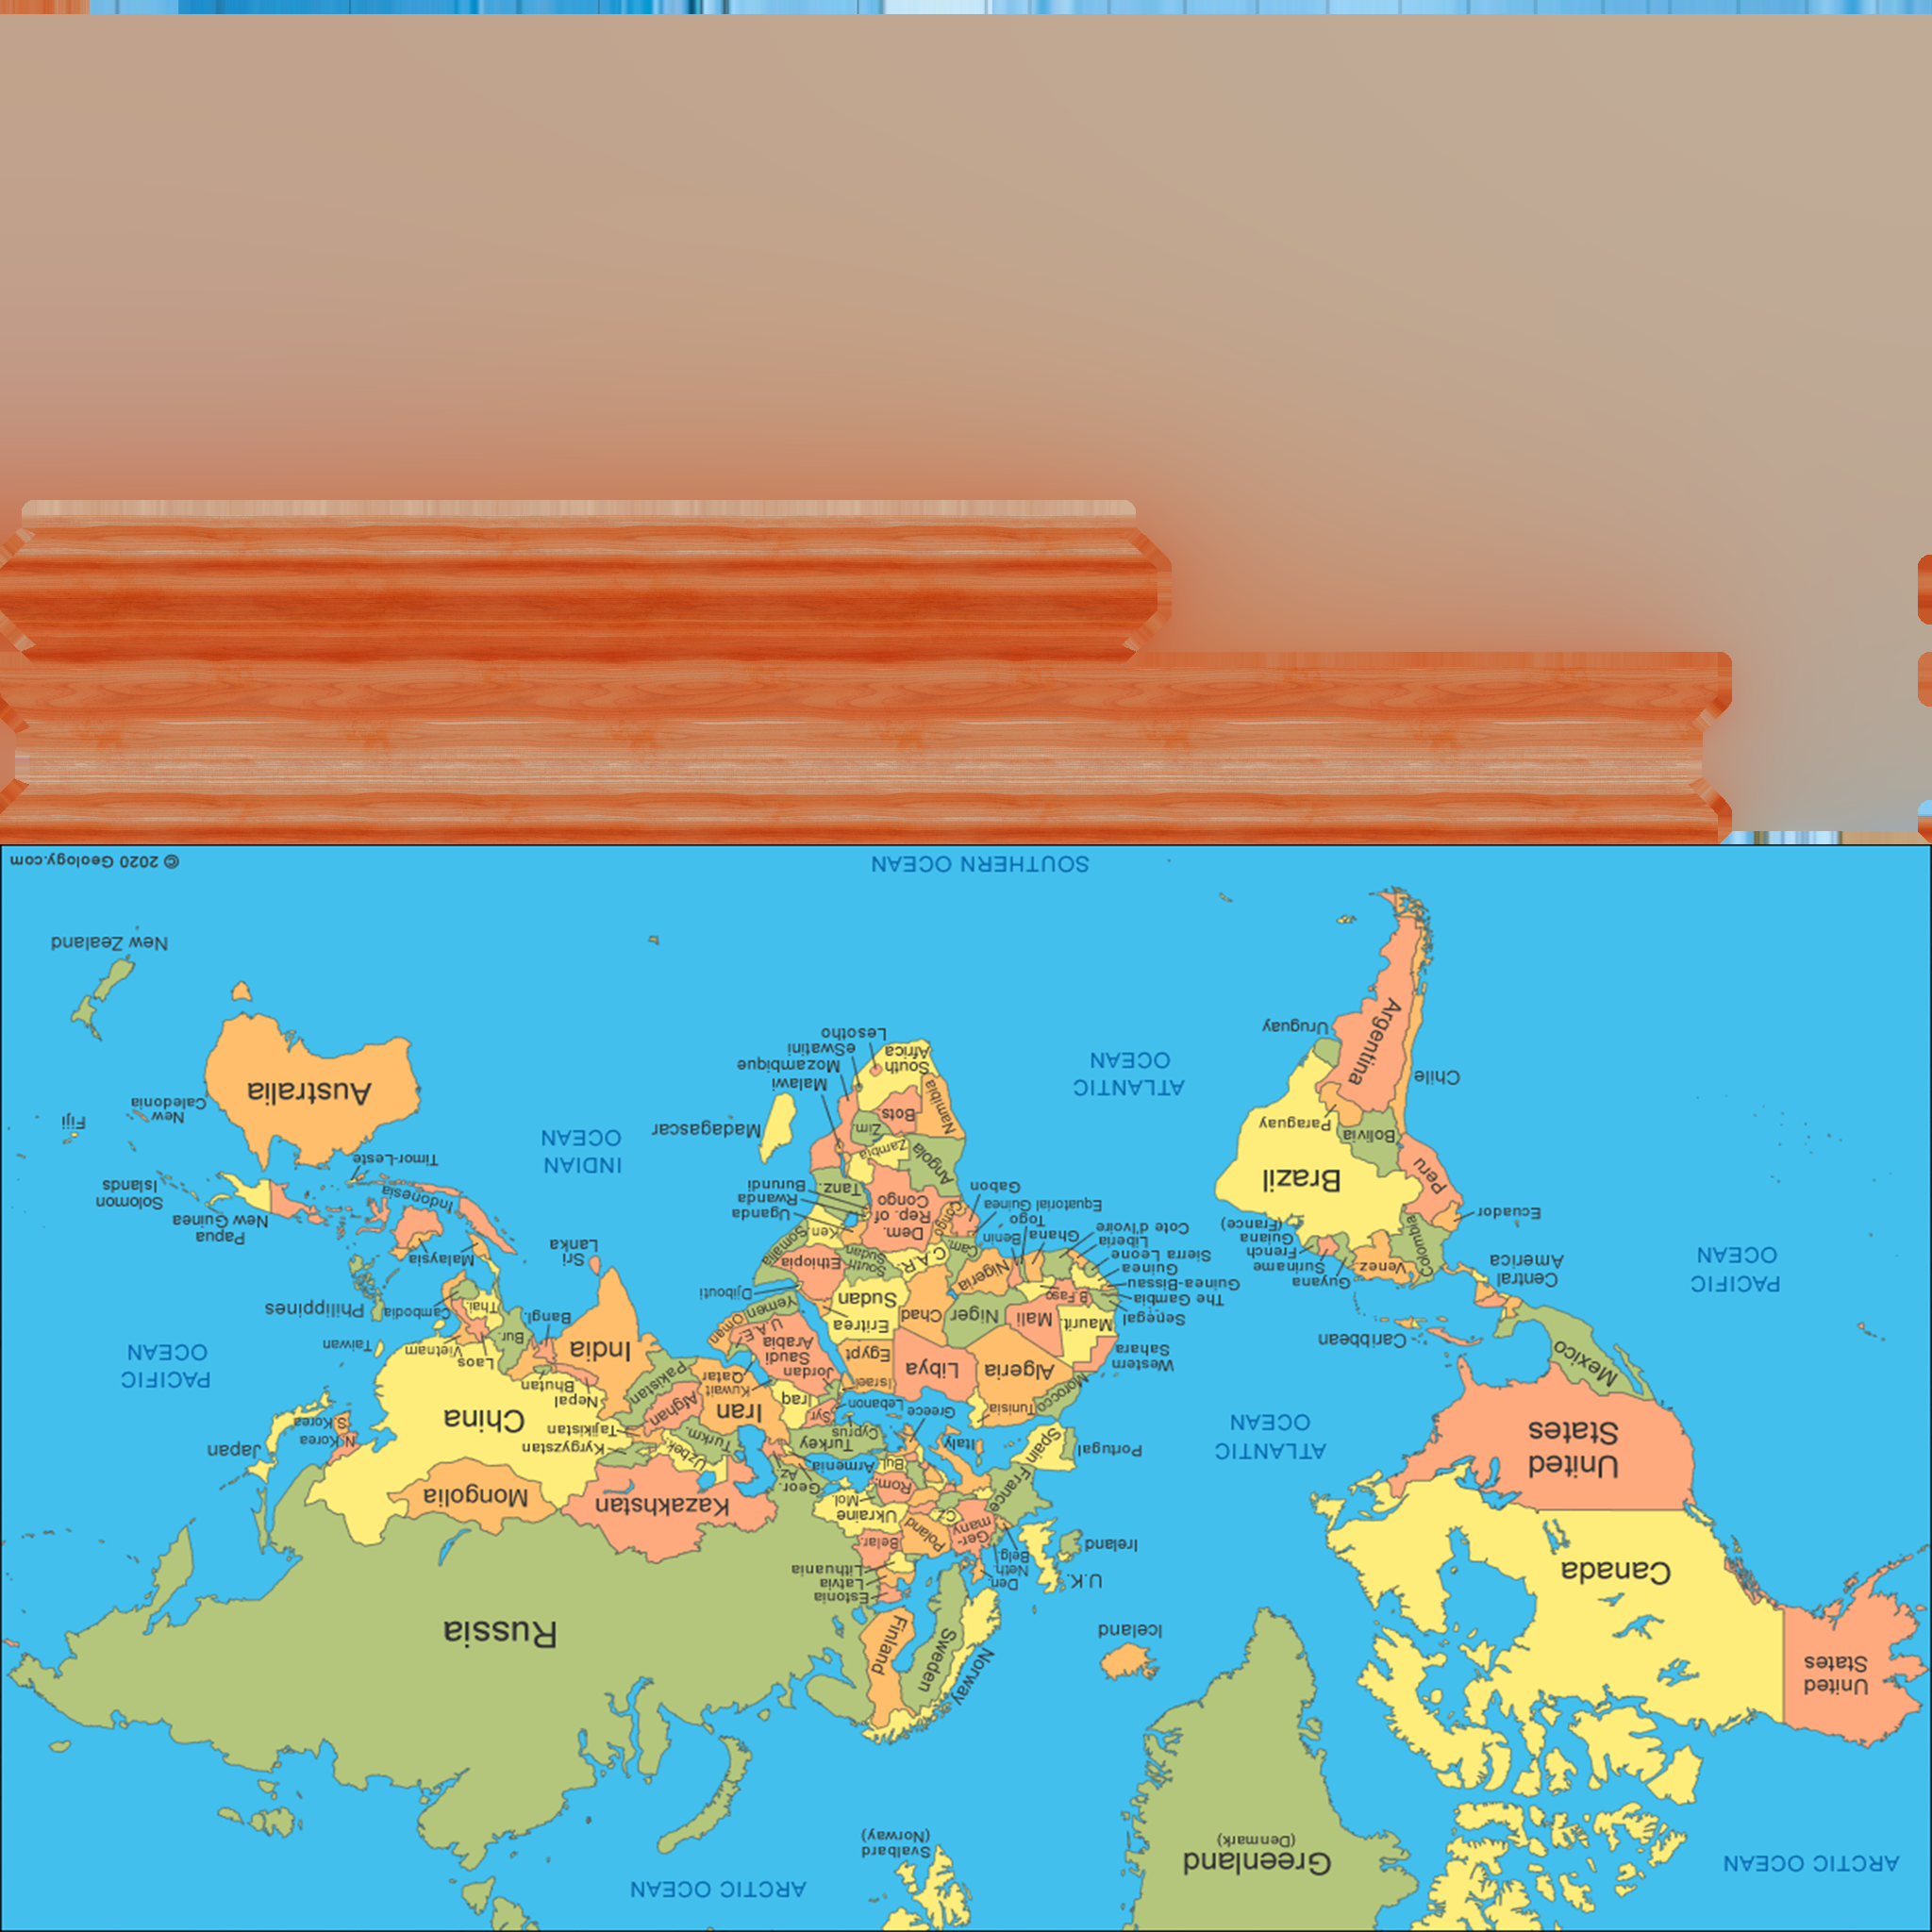 ARCTIC OCEAN
ARCTIC OCEAN
Greenland
(Denmark)
Svalbard
(Norway)
United
States
Canada
Iceland
Norway
Sweden
Finland
Russia
Estonia
Latvia
Lithuania
U.K.
Ireland
Den.
Neth.
Belg.
Ger-
many
Poland
Belar.
Cz.
Ukraine
Mol.
France
Rom.
Kazakhstan
Mongolia
United
States
ATLANTIC
OCEAN
Portugal
Spain
Italy
Bul.
Armenia
Geor.
Az.
Uzbek.
Turkm.
Kyrgyzstan
Tajikistan
Turkey
Cyprus
Greece
Lebanon
Syr.
Iraq
Iran
Afghan.
China
N.Korea
S.Korea
Japan
PACIFIC
OCEAN
Mexico
Morocco
Tunisia
Israel
Jordan
Kuwait
Qatar
Pakistan
Nepal
Bhutan
Western
Sahara
Algeria
Libya
Egypt
Saudi
Arabia
U.A.E.
Oman
India
Bang.
Bur.
Laos
Vietnam
Taiwan
Caribbean
Senegal
The Gambia
Guinea-Bissau
Guinea
Sierra Leone
Liberia
Cote d'Ivoire
Maurit.
Mali
B.Faso
Niger
Chad
Sudan
Eritrea
Yemen
Djibouti
Thai.
Cambodia
Philippines
PACIFIC
OCEAN
Central
America
Venez.
Guyana
Suriname
French
Guiana
(France)
Colombia
Ecuador
Ghana
Togo
Benin
Nigeria
Cam.
C.A.R.
South
Sudan
Ethiopia
Somalia
Sri
Lanka
Malaysia
Equatorial Guinea
Gabon
Congo
Dem.
Rep. of
Congo
Ken.
Uganda
Rwanda
Burundi
Tanz.
Indonesia
Papua
New Guinea
Solomon
Islands
Timor-Leste
Peru
Brazil
Bolivia
Paraguay
Angola
Zambia
Zim.
Namibia
Bots.
South
Africa
Malawi
Mozambique
eSwatini
Lesotho
Madagascar
INDIAN
OCEAN
Australia
New
Caledonia
Fiji
Chile
Argentina
Uruguay
ATLANTIC
OCEAN
New Zealand
SOUTHERN OCEAN
© 2020 Geology.com